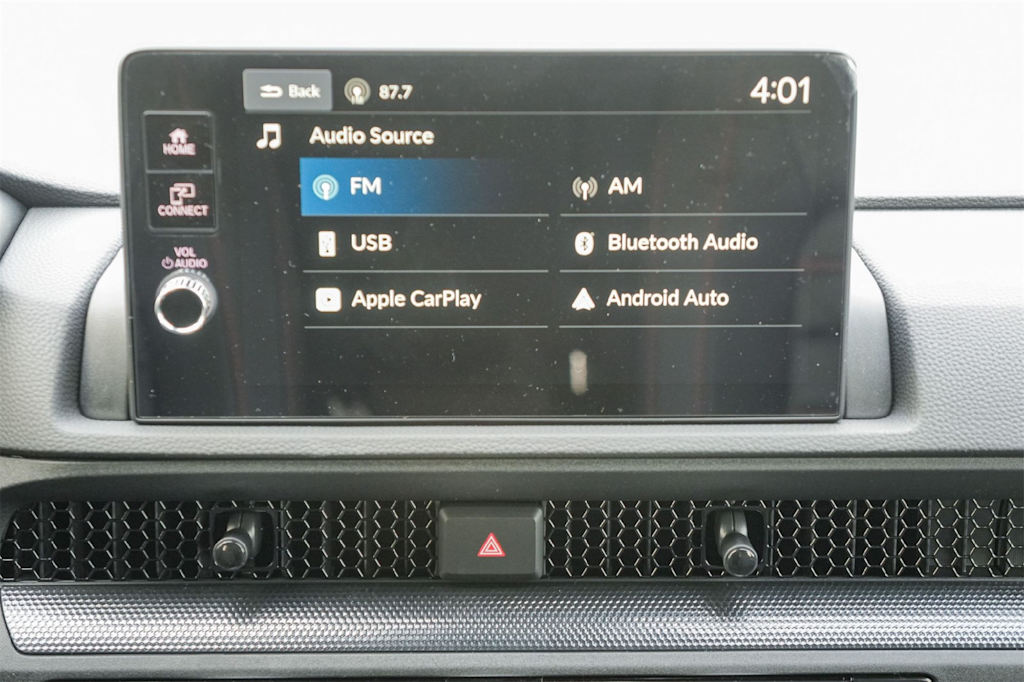 Back 87.7 4:01
HOME
CONNECT
VOL
AUDIO
Audio Source
FM AM
USB Bluetooth Audio
Apple CarPlay Android Auto